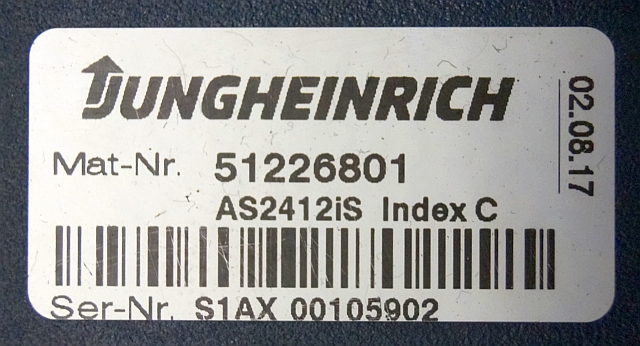 JUNGHEINRICH
Mat-Nr. 51226801
AS2412iS Index C
Ser-Nr. S1AX 00105902
02.08.17